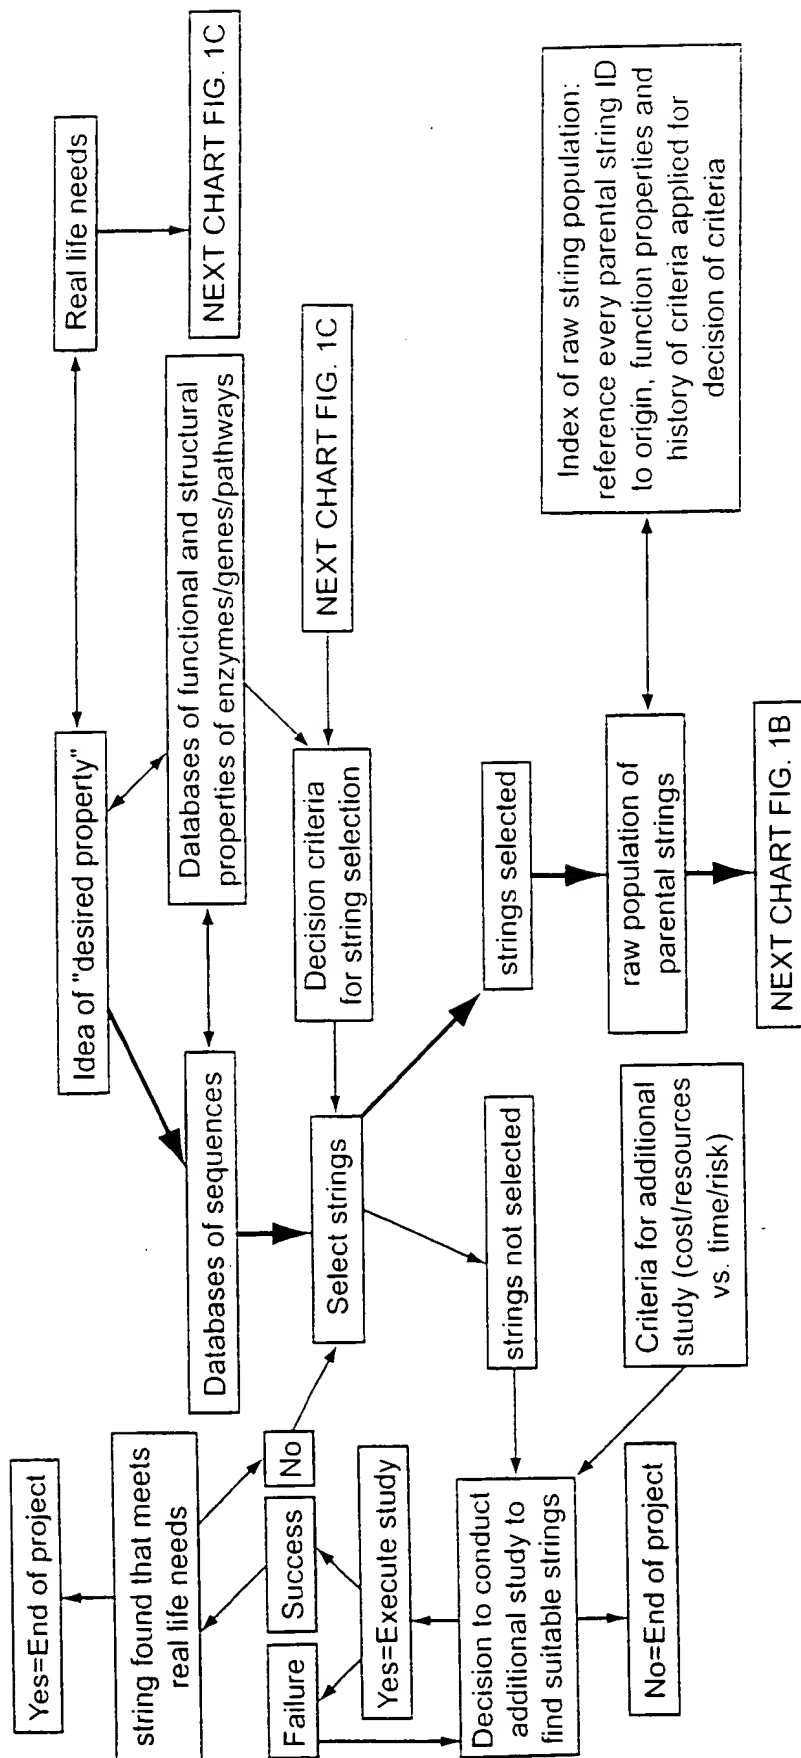 Yes=End of project
string found that meets
real life needs
No
Success
Failure
Yes=Execute study
Decision to conduct
additional study to
find suitable strings
No=End of project
Idea of "desired property"
Real life needs
NEXT CHART FIG. 1C
Databases of sequences
Databases of functional and structural
properties of enzymes/genes/pathways
Select strings
Decision criteria
for string selection
NEXT CHART FIG. 1C
strings not selected
strings selected
Criteria for additional
study (cost/resources
vs. time/risk)
raw population of
parental strings
NEXT CHART FIG. 1B
Index of raw string population:
reference every parental string ID
to origin, function properties and
history of criteria applied for
decision of criteria